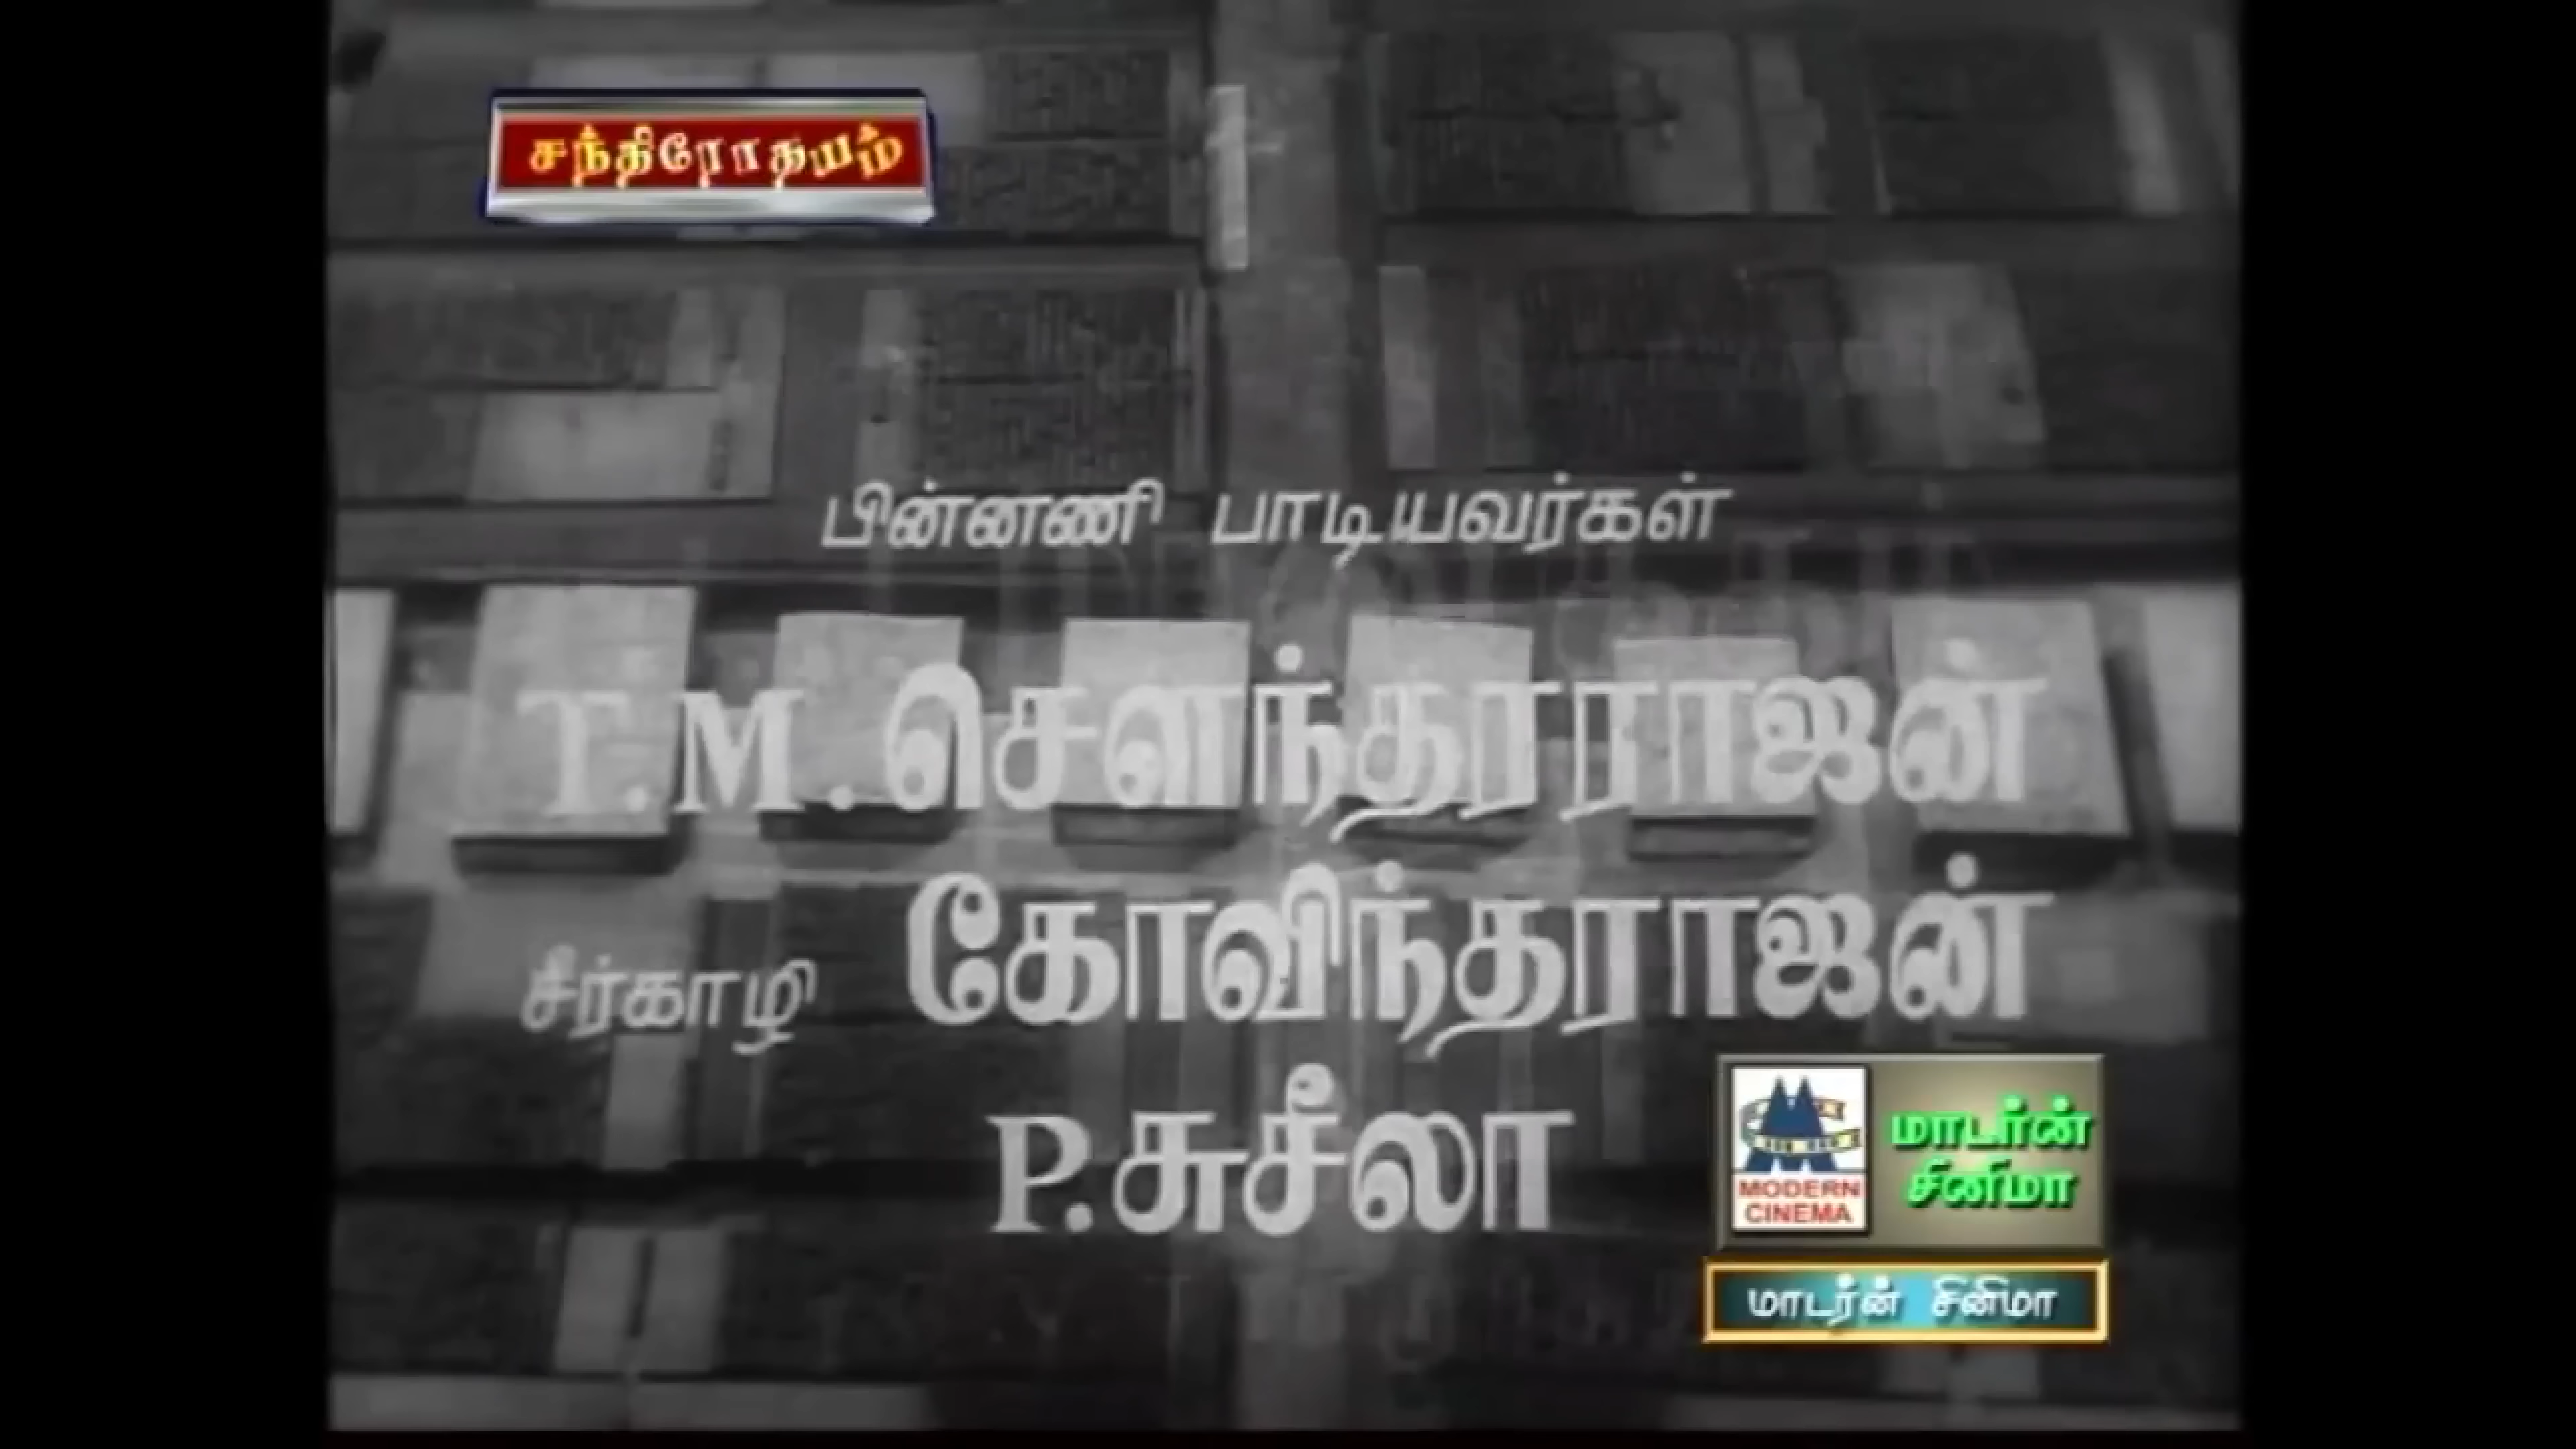 சந்திரோதயம்
பின்னணி பாடியவர்கள்
T.M.சௌந்தரராஜன்
சீர்காழி கோவிந்தராஜன்
P.சுசீலா
MODERN
CINEMA
மாடர்ன்
சினிமா
மாடர்ன் சினிமா